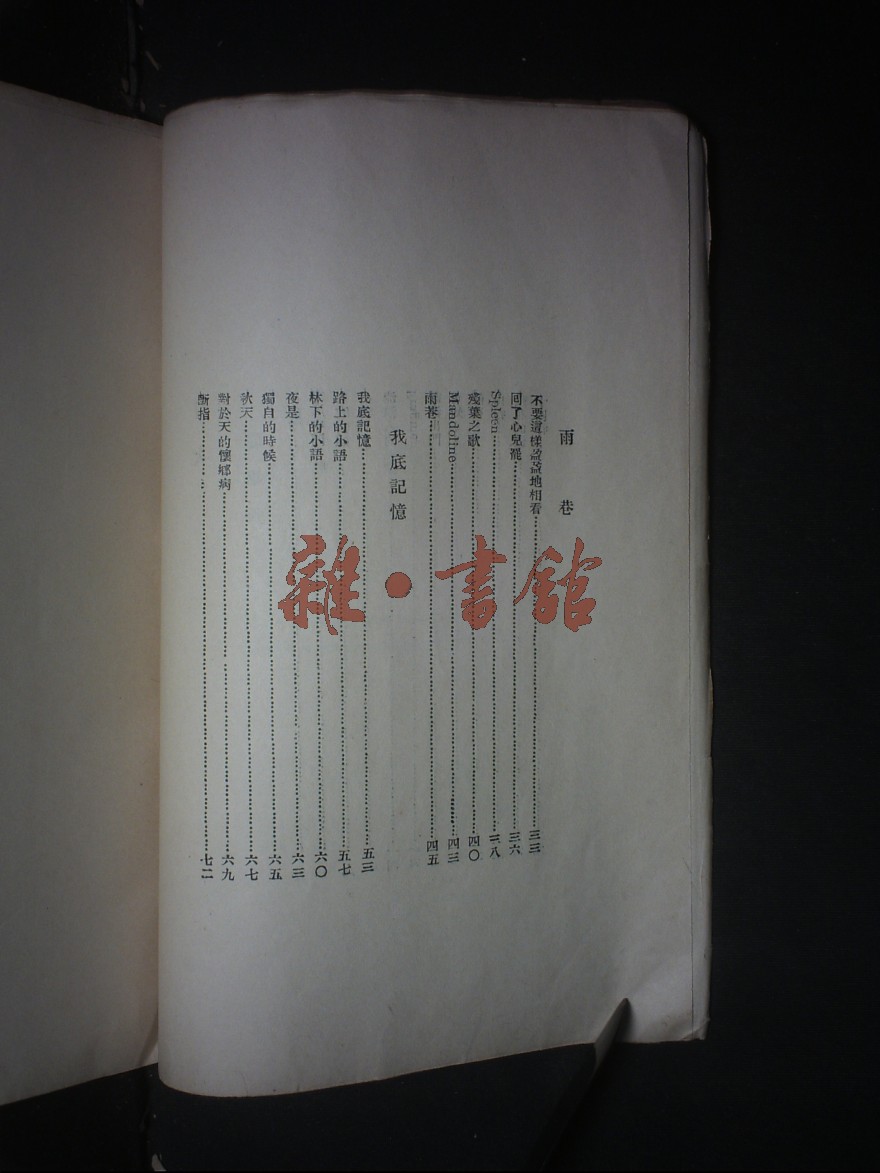 雨巷
不要這樣盈盈地相看……三三
回了心兒罷……三六
Spleen……三八
殘葉之歌……四〇
Mandoline……四三
雨巷……四五
我底記憶
我底記憶……五三
路上的小語……五七
林下的小語……六〇
夜是……六三
獨自的時候……六五
秋天……六七
對於天的懷鄉病……六九
斷指……七二
雜·書館